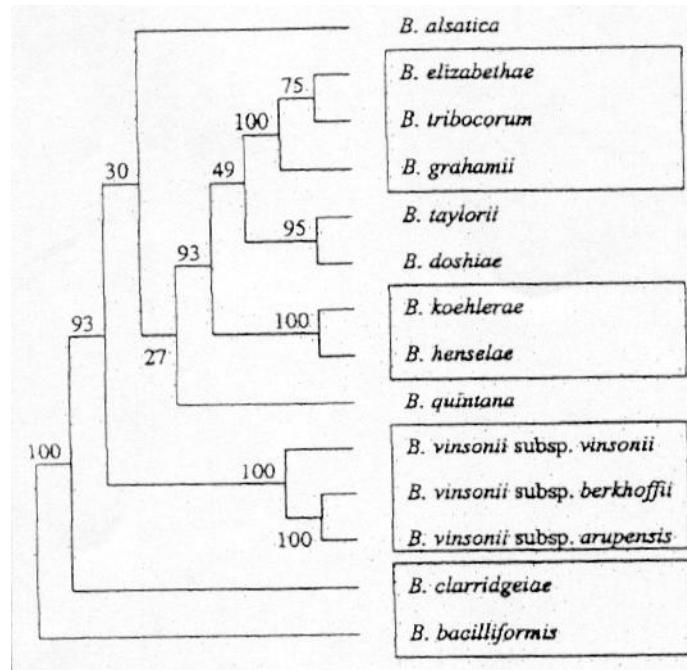 B. alsatica
B. elizabethae
75
B. tribocorum
100
B. grahamii
30
49
B. taylorii
95
B. doshiae
93
B. koehlerae
93
100
B. henselae
27
B. quintana
B. vinsonii subsp. vinsonii
100
100
B. vinsonii subsp. berkhoffii
B. vinsonii subsp. arupensis
100
B. clarridgeiae
B. bacilliformis